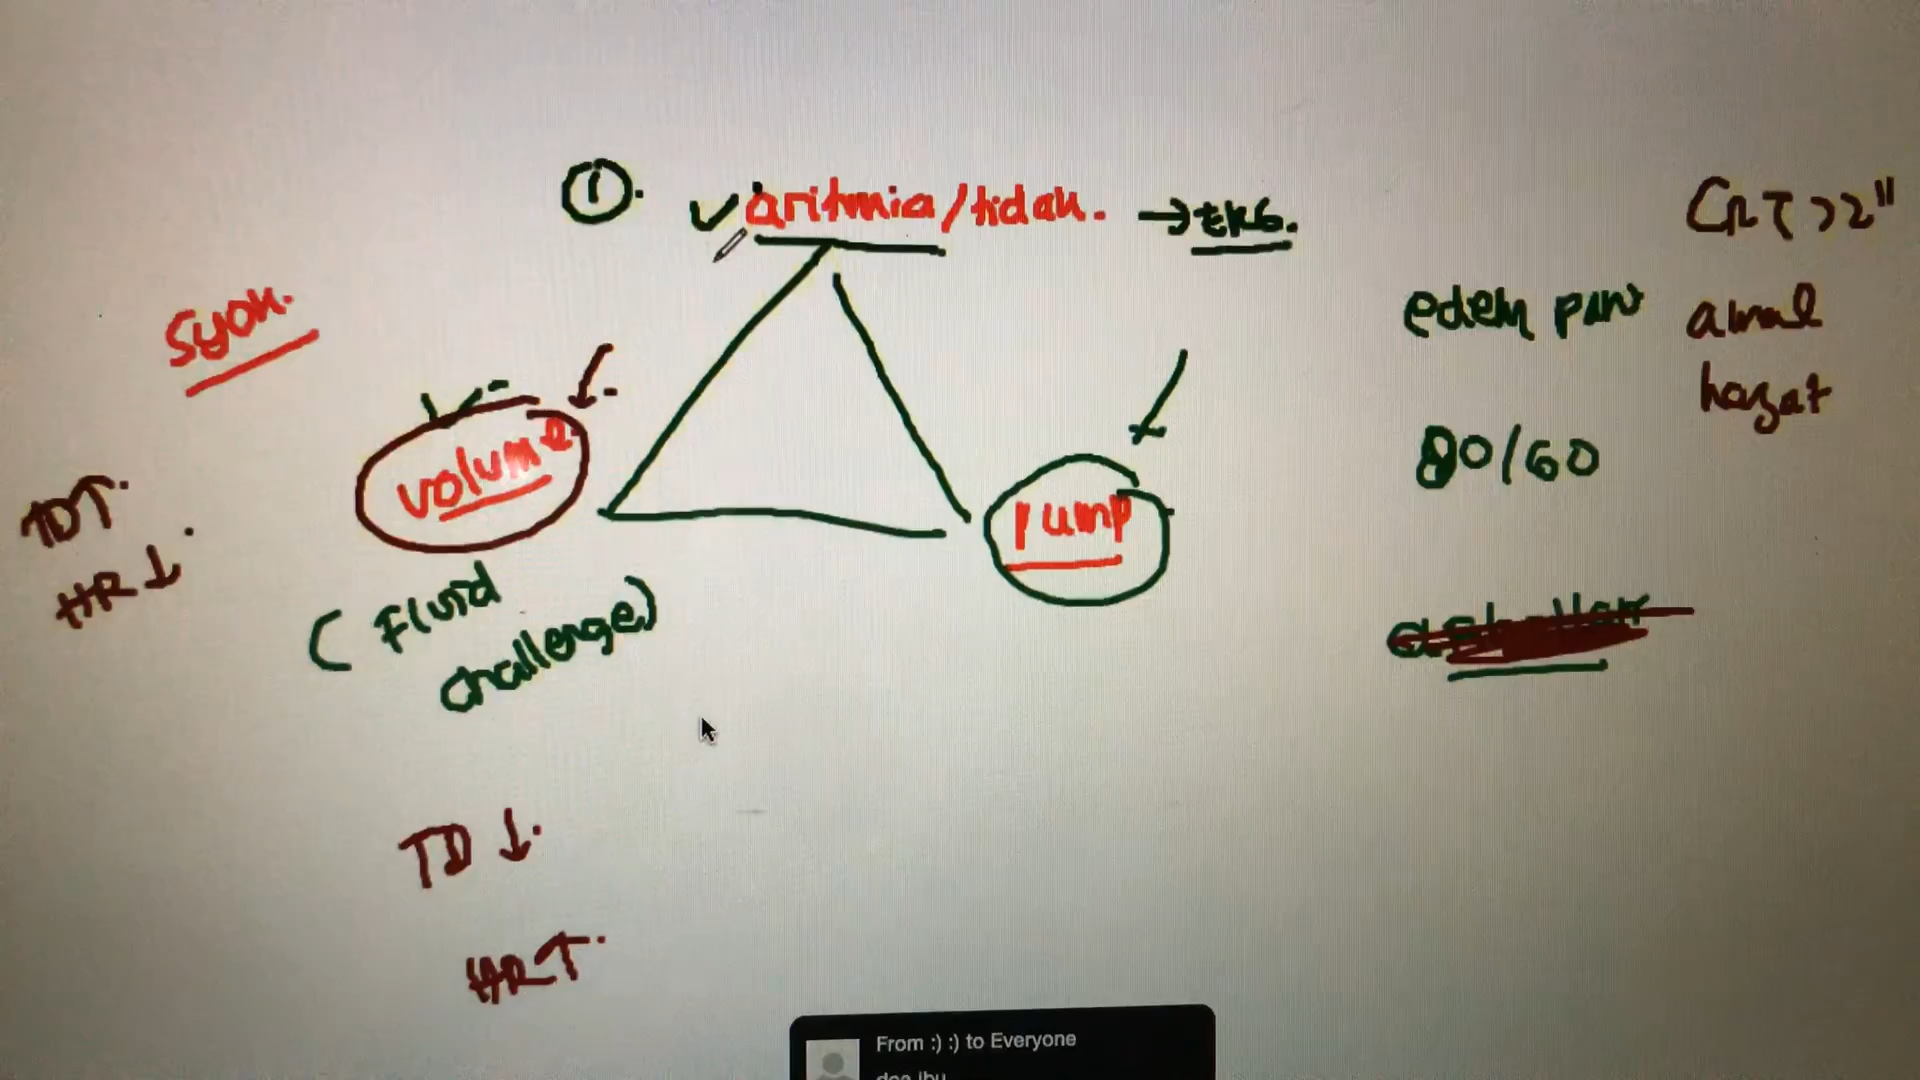 ①. ✓ aritmia/tidak. → EKG.
CRT >2"
Syok.
edem paru
akral
hangat
volume
pump
80/60
TD↑.
HR↓.
(Fluid
challenge)
TD↓.
HR↑.
From :) :) to Everyone